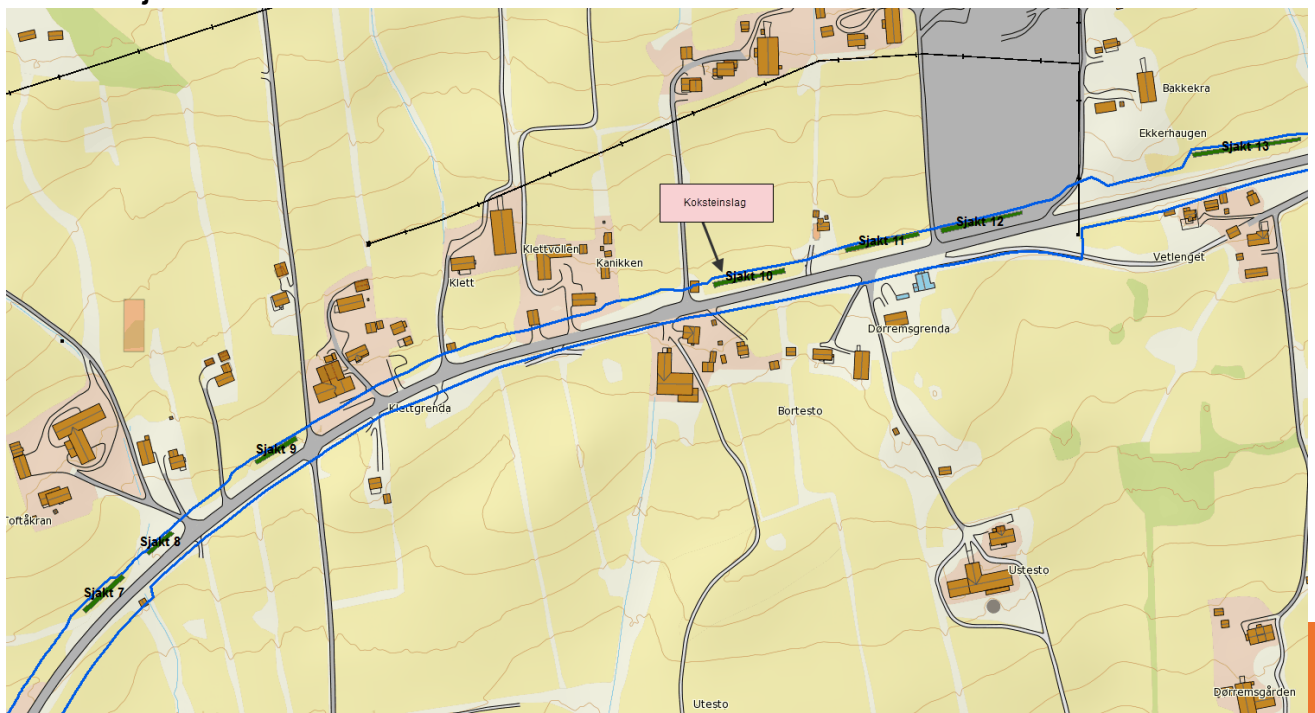 Bakkekra
Ekkerhaugen
Sjakt 13
Koksteinslag
Sjakt 12
Sjakt 11
Klettvollen
Kanikken
Vetlenget
Klett
Sjakt 10
Dørremsgrenda
Klettgrenda
Bortesto
Sjakt 9
Toftåkran
Sjakt 8
Ustesto
Sjakt 7
Dørremsgården
Utesto